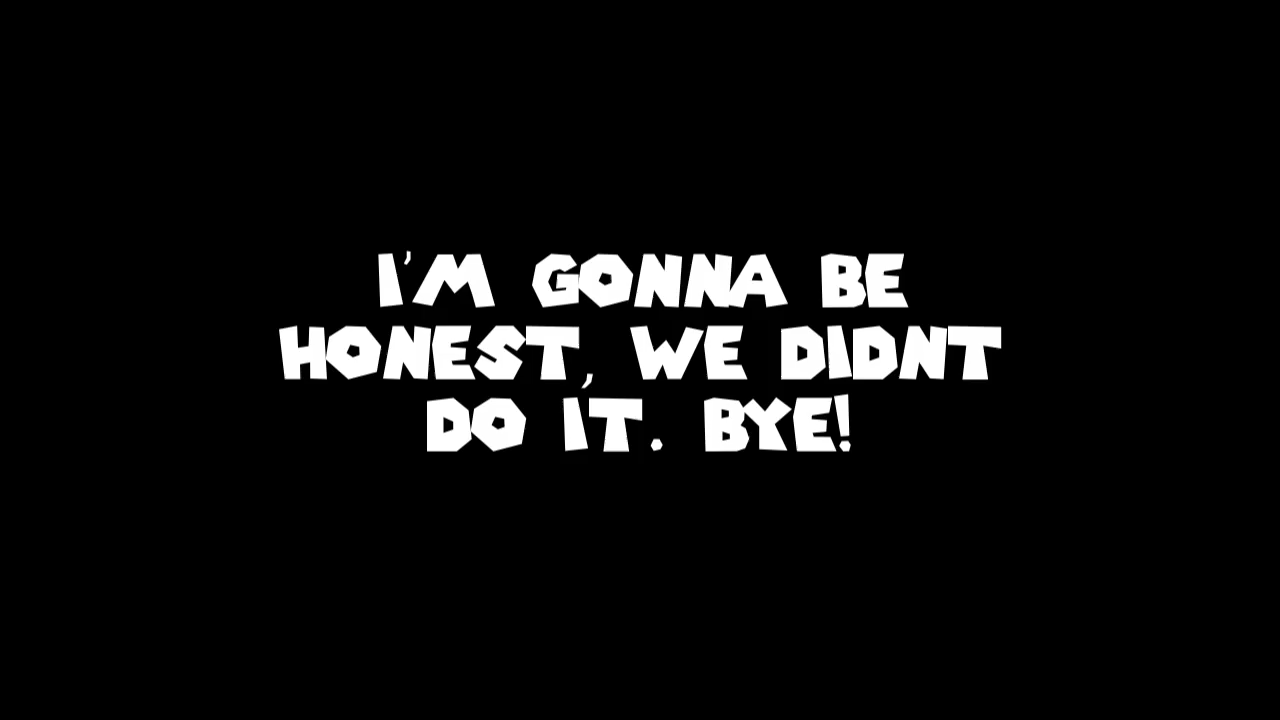 I'M GONNA BE
HONEST, WE DIDNT
DO IT. BYE!